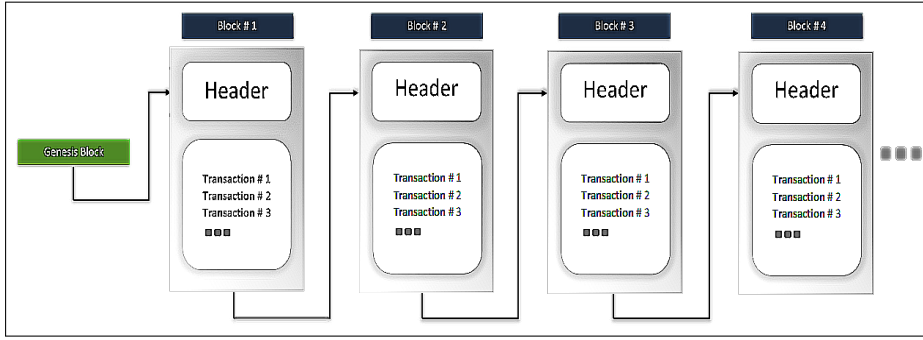 Block # 1
Block # 2
Block # 3
Block #4
Header
Header
Header
Header
Genesis Block
Transaction # 1
Transaction # 2
Transaction # 3
Transaction # 1
Transaction # 2
Transaction # 3
Transaction # 1
Transaction # 2
Transaction # 3
Transaction # 1
Transaction # 2
Transaction # 3